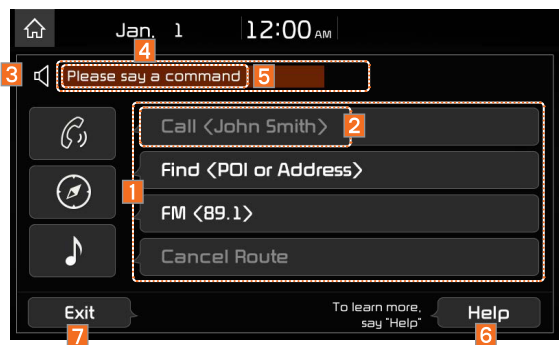 Jan. 1 12:00 AM
4
3 Please say a command 5
Call <John Smith> 2
Find <POI or Address>
1
FM <89.1>
Cancel Route
Exit
To learn more,
say "Help"
Help
7
6